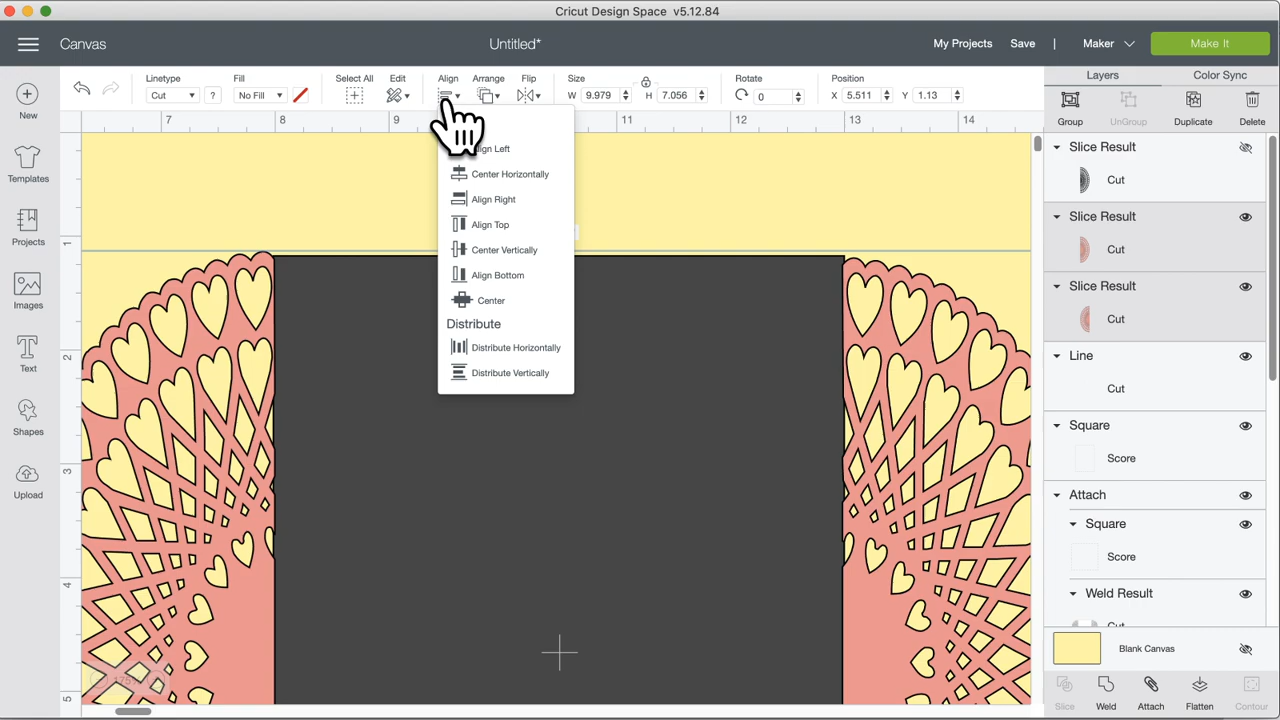 Cricut Design Space v5.12.84
Canvas
Untitled*
My Projects Save | Maker Make It
Linetype Fill Select All Edit Align Arrange Flip Size Rotate Position
Cut ? No Fill W 9.979 H 7.056 0 X 5.511 Y 1.13
Layers Color Sync
Group UnGroup Duplicate Delete
7 8 9 11 12 13 14
1
2
3
4
5
New
Templates
Projects
Images
Text
Shapes
Upload
Align Left
Center Horizontally
Align Right
Align Top
Center Vertically
Align Bottom
Center
Distribute
Distribute Horizontally
Distribute Vertically
Slice Result
Cut
Slice Result
Cut
Slice Result
Cut
Line
Cut
Square
Score
Attach
Square
Score
Weld Result
Cut
Blank Canvas
Slice Weld Attach Flatten Contour
175%